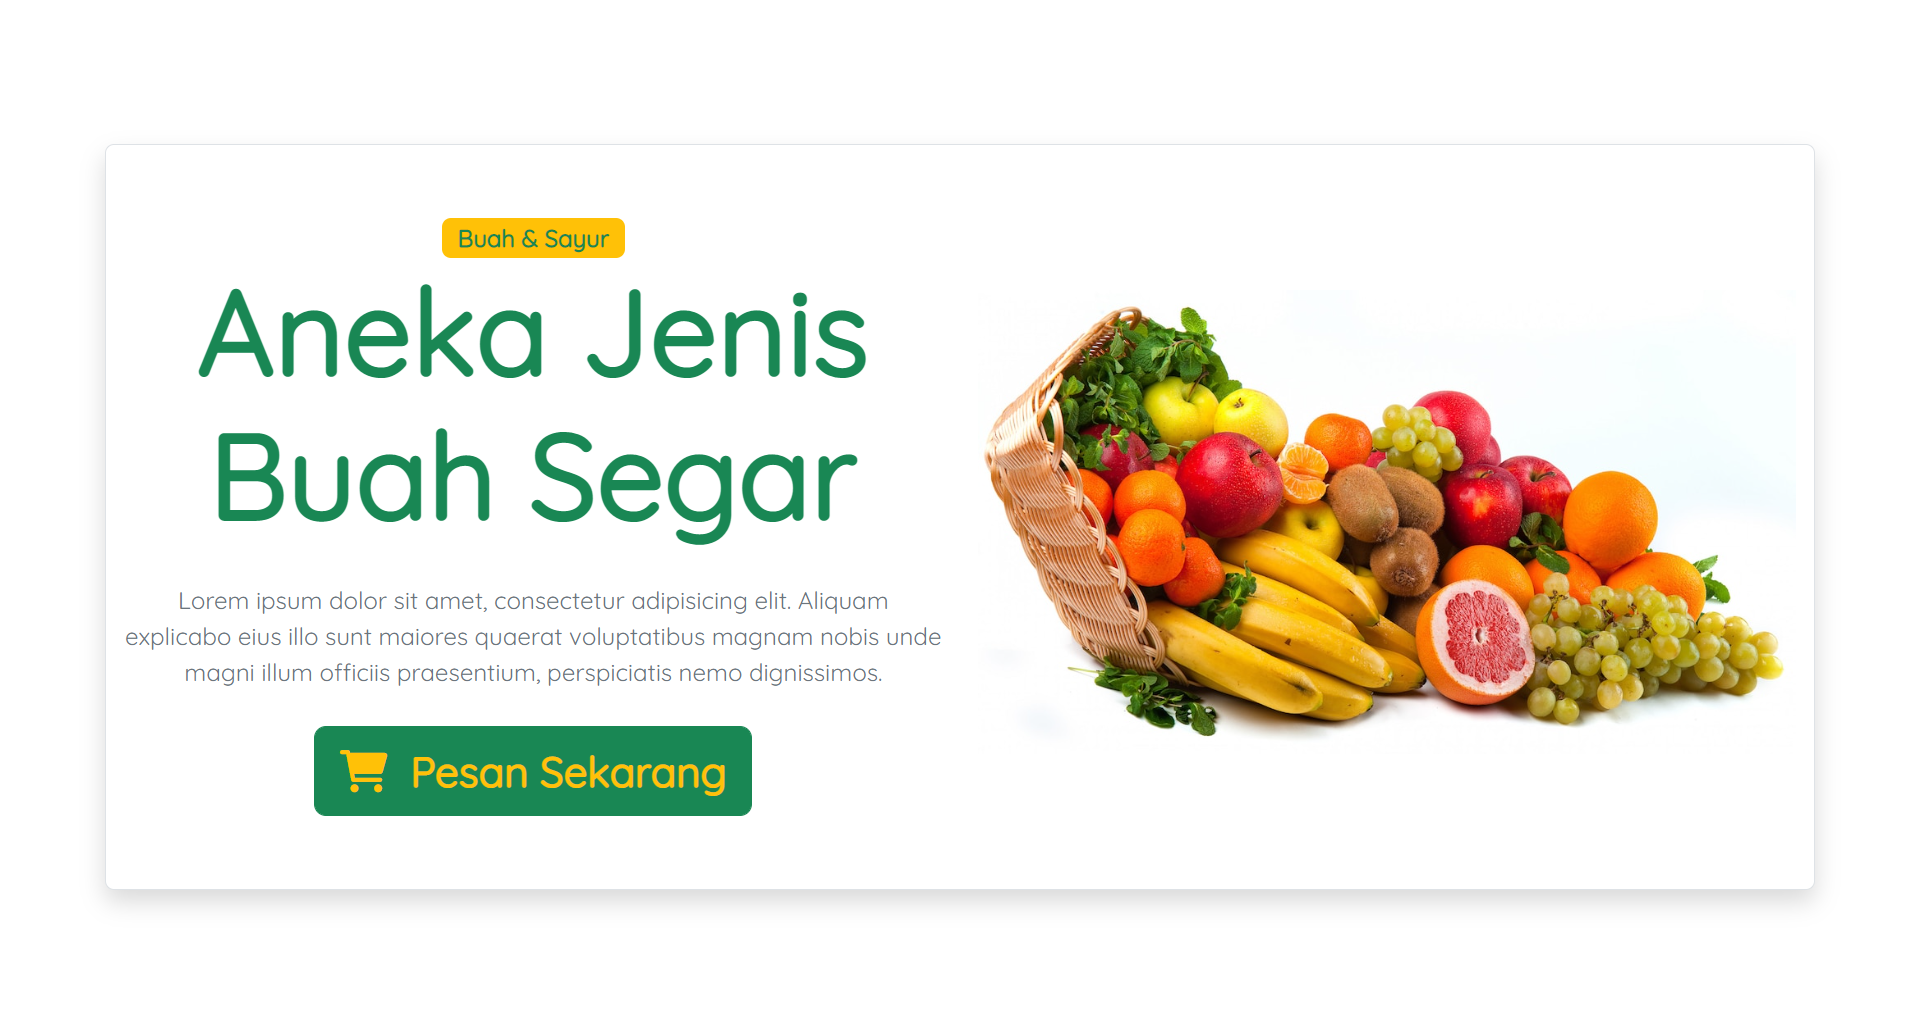 Buah & Sayur
Aneka Jenis
Buah Segar
Lorem ipsum dolor sit amet, consectetur adipisicing elit. Aliquam
explicabo eius illo sunt maiores quaerat voluptatibus magnam nobis unde
magni illum officiis praesentium, perspiciatis nemo dignissimos.
Pesan Sekarang